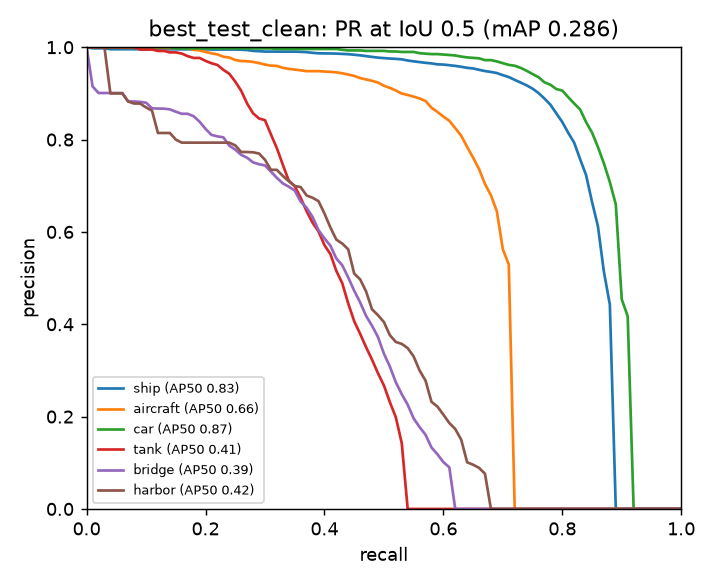 best_test_clean: PR at IoU 0.5 (mAP 0.286)
1.0
0.8
0.6
0.4
0.2
0.0
precision
ship (AP50 0.83)
aircraft (AP50 0.66)
car (AP50 0.87)
tank (AP50 0.41)
bridge (AP50 0.39)
harbor (AP50 0.42)
0.0 0.2 0.4 0.6 0.8 1.0
recall